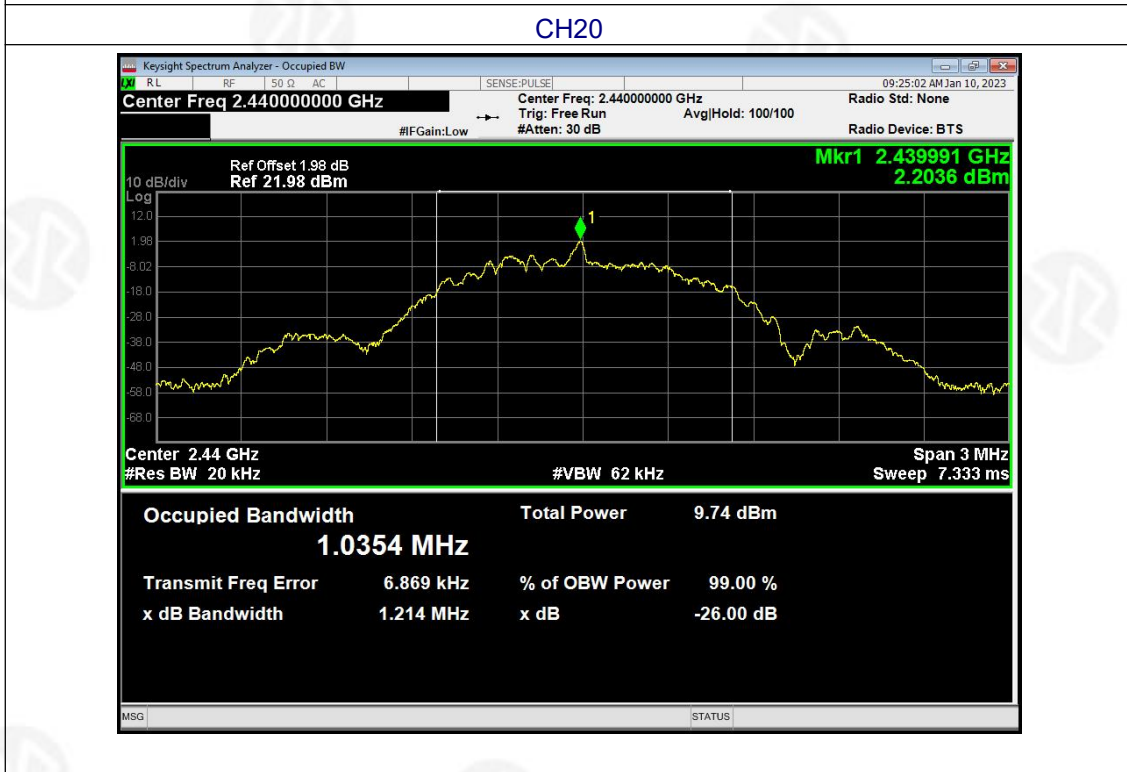 CH20
Keysight Spectrum Analyzer - Occupied BW
LXI RL RF 50 Ω AC SENSE:PULSE 09:25:02 AM Jan 10, 2023
Center Freq 2.440000000 GHz Center Freq: 2.440000000 GHz Radio Std: None
Trig: Free Run Avg|Hold: 100/100
#IFGain:Low #Atten: 30 dB Radio Device: BTS
Mkr1 2.439991 GHz
2.2036 dBm
Ref Offset 1.98 dB
10 dB/div Ref 21.98 dBm
Log
12.0
1
1.98
-8.02
-18.0
-28.0
-38.0
-48.0
-58.0
-68.0
Center 2.44 GHz Span 3 MHz
#Res BW 20 kHz #VBW 62 kHz Sweep 7.333 ms
Occupied Bandwidth Total Power 9.74 dBm
1.0354 MHz
Transmit Freq Error 6.869 kHz % of OBW Power 99.00 %
x dB Bandwidth 1.214 MHz x dB -26.00 dB
MSG STATUS